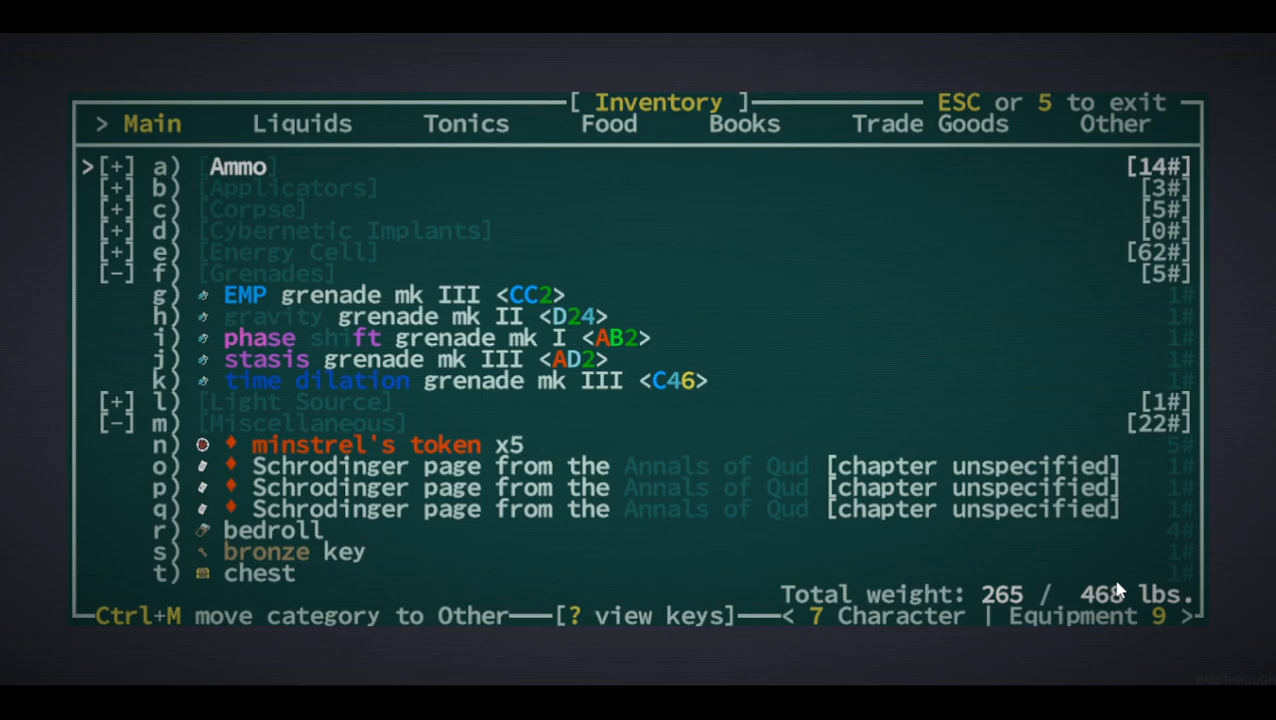 [ Inventory ] ESC or 5 to exit
> Main Liquids Tonics Food Books Trade Goods Other
>[+] a) [Ammo] [14#]
[+] b) [Applicators] [3#]
[+] c) [Corpse] [5#]
[+] d) [Cybernetic Implants] [0#]
[+] e) [Energy Cell] [62#]
[-] f) [Grenades] [5#]
g) EMP grenade mk III <CC2> 1#
h) gravity grenade mk II <D24> 1#
i) phase shift grenade mk I <AB2> 1#
j) stasis grenade mk III <AD2> 1#
k) time dilation grenade mk III <C46> 1#
[+] l) [Light Source] [1#]
[-] m) [Miscellaneous] [22#]
n) ♦ minstrel's token x5 5#
o) ♦ Schrodinger page from the Annals of Qud [chapter unspecified] 1#
p) ♦ Schrodinger page from the Annals of Qud [chapter unspecified] 1#
q) ♦ Schrodinger page from the Annals of Qud [chapter unspecified] 1#
r) bedroll 4#
s) bronze key 1#
t) chest 1#
Total weight: 265 / 468 lbs.
Ctrl+M move category to Other [? view keys] < 7 Character | Equipment 9 >
PASSTHROUGH